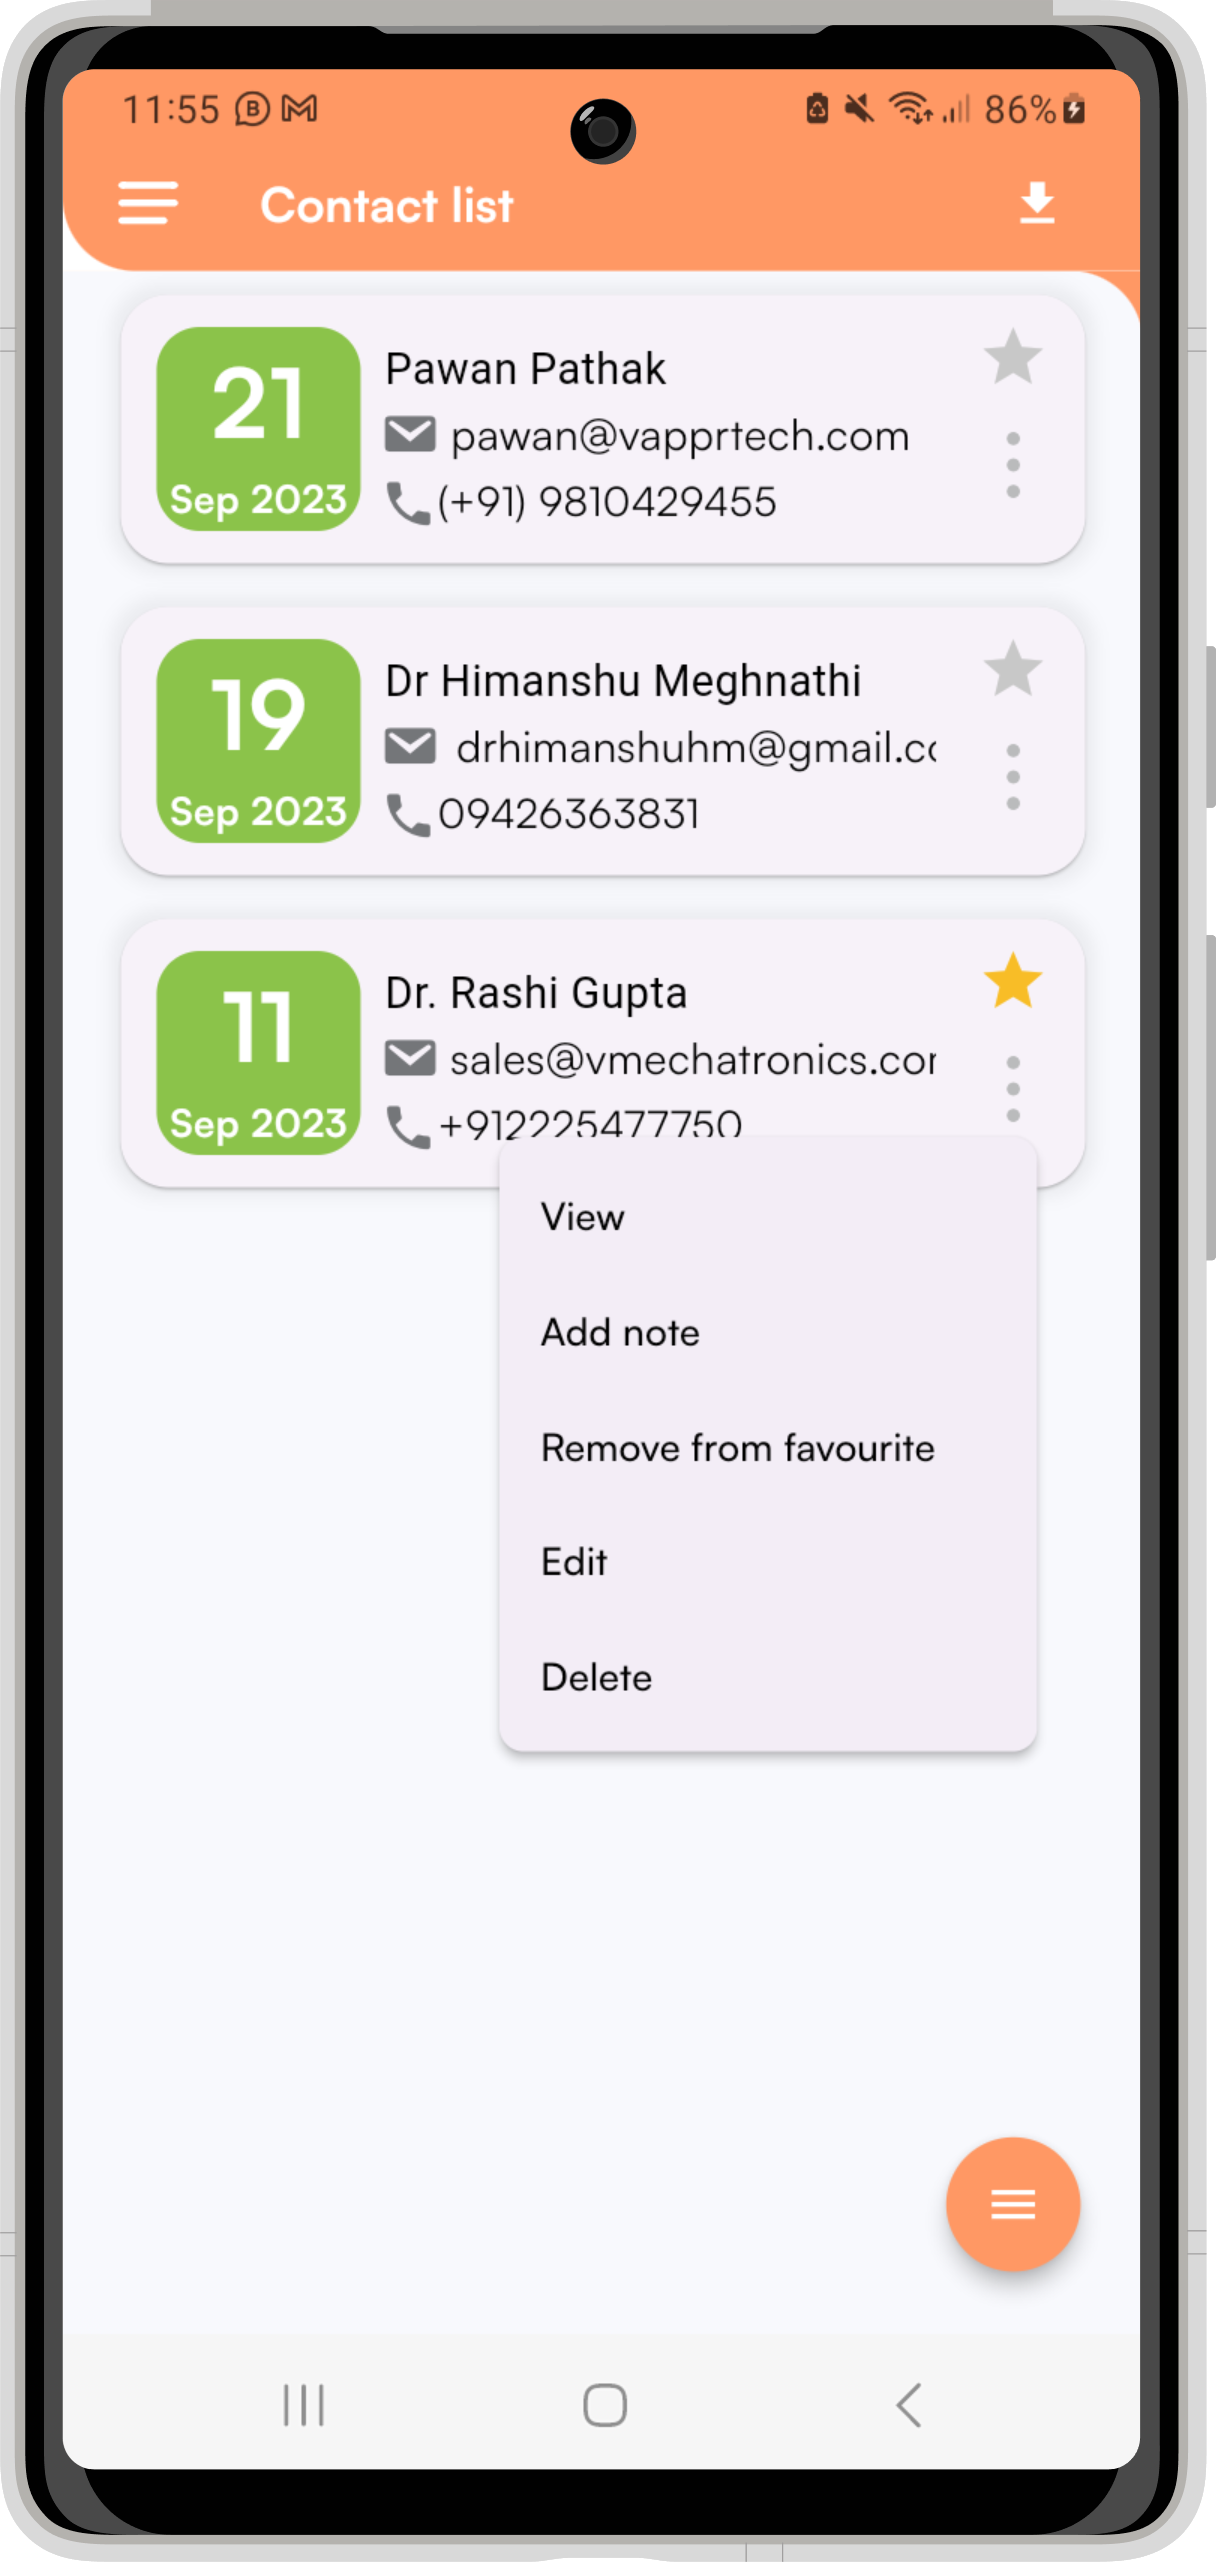 11:55
86%
Contact list
21
Sep 2023
Pawan Pathak
pawan@vapprtech.com
(+91) 9810429455
19
Sep 2023
Dr Himanshu Meghnathi
drhimanshuhm@gmail.co
09426363831
11
Sep 2023
Dr. Rashi Gupta
sales@vmechatronics.com
+912225477750
View
Add note
Remove from favourite
Edit
Delete